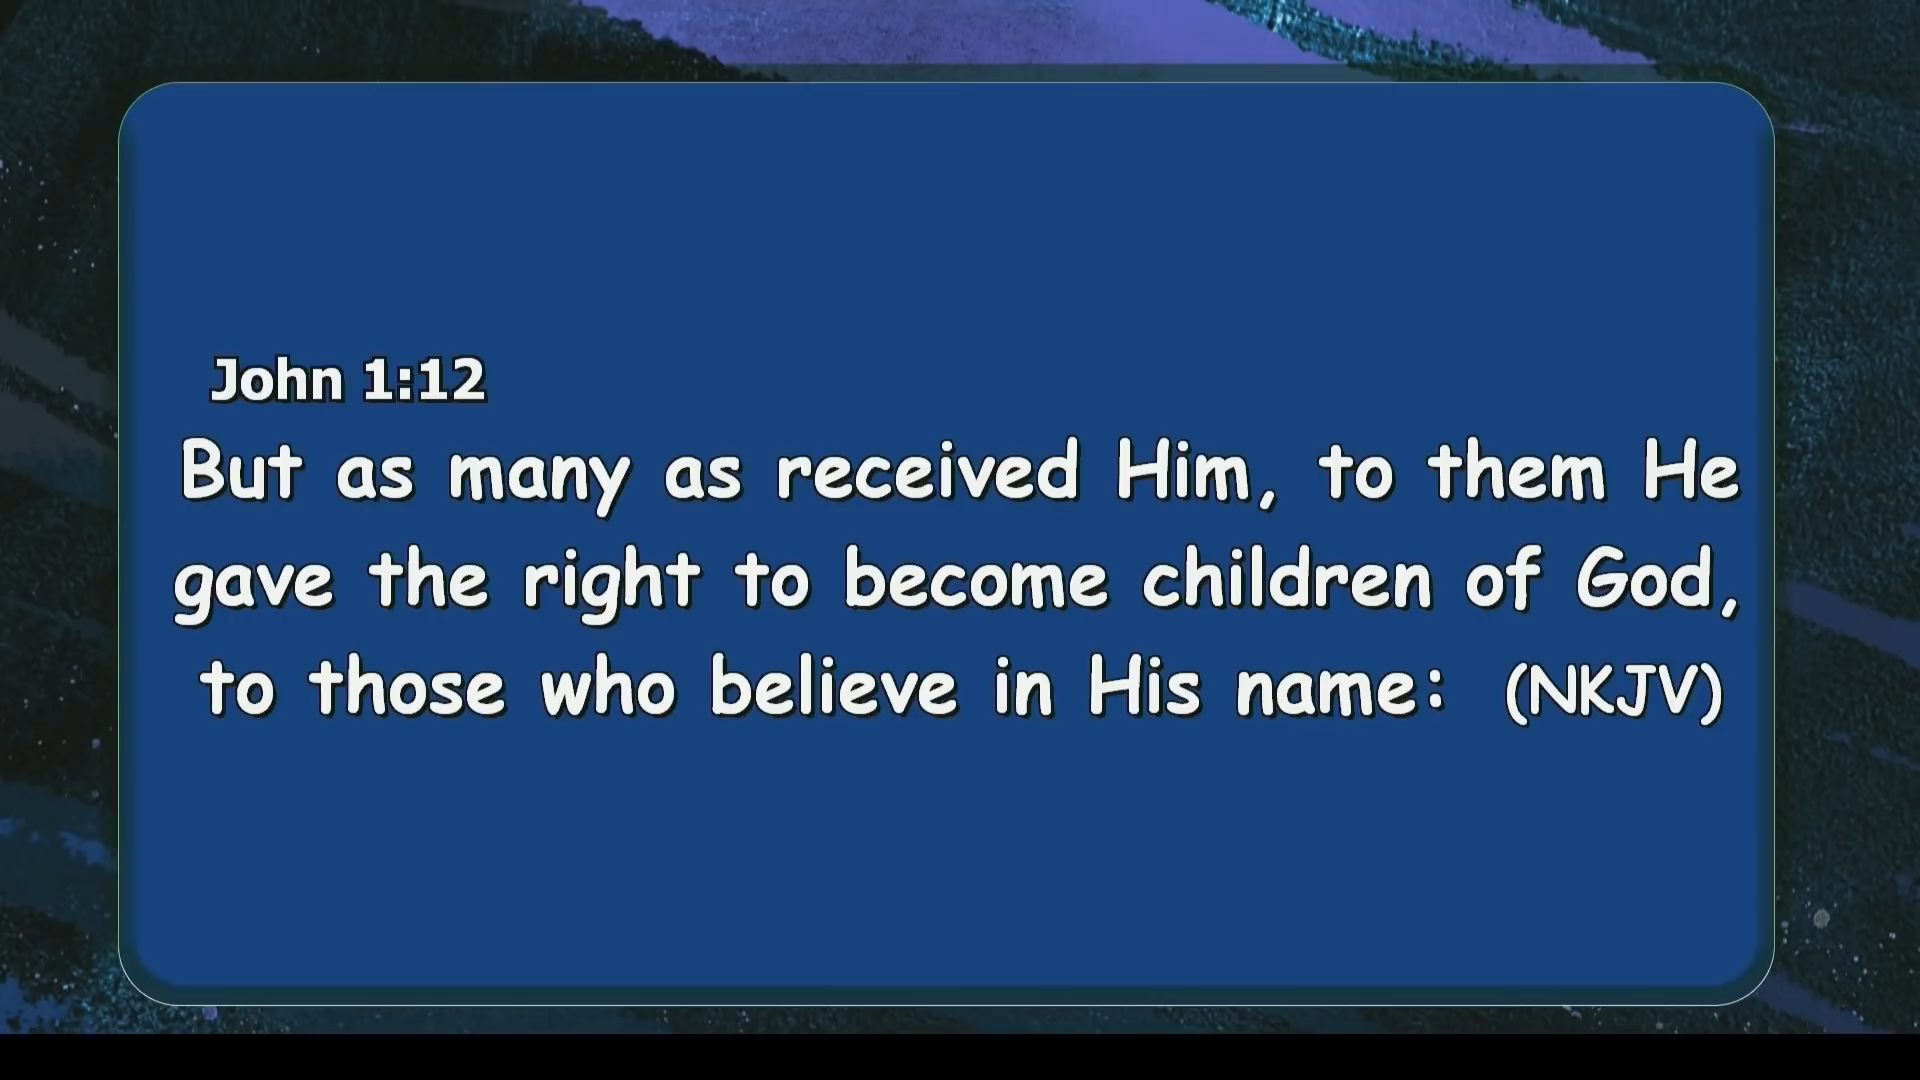 John 1:12
But as many as received Him, to them He
gave the right to become children of God,
to those who believe in His name: (NKJV)